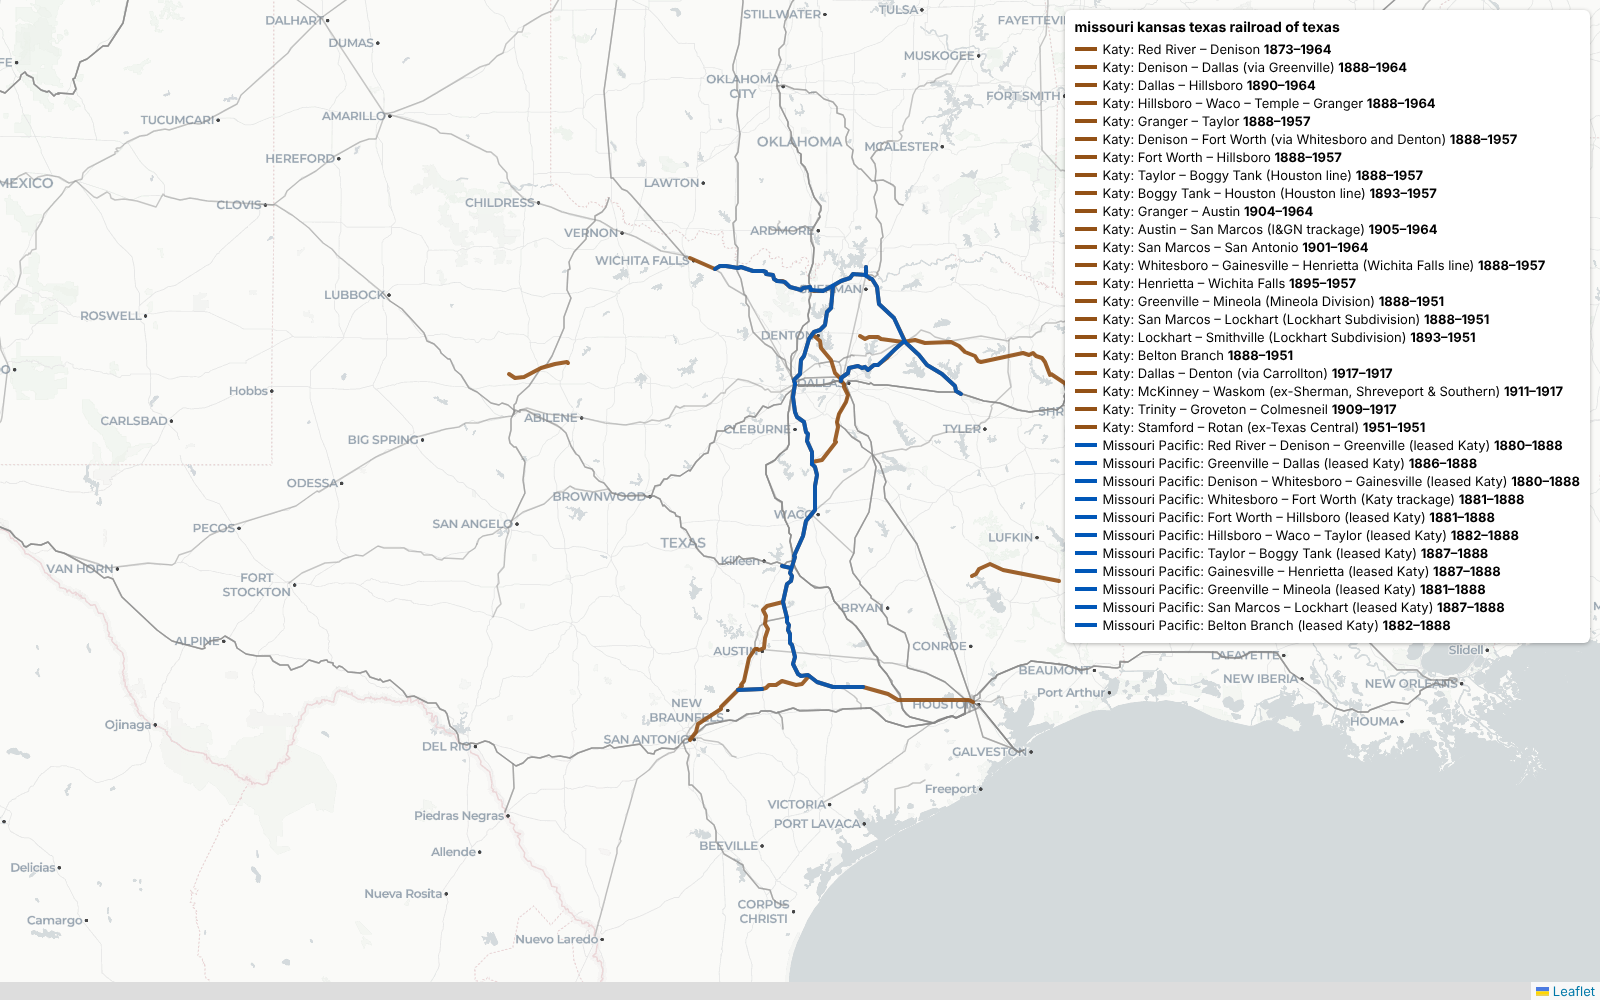 missouri kansas texas railroad of texas
Katy: Red River – Denison 1873–1964
Katy: Denison – Dallas (via Greenville) 1888–1964
Katy: Dallas – Hillsboro 1890–1964
Katy: Hillsboro – Waco – Temple – Granger 1888–1964
Katy: Granger – Taylor 1888–1957
Katy: Denison – Fort Worth (via Whitesboro and Denton) 1888–1957
Katy: Fort Worth – Hillsboro 1888–1957
Katy: Taylor – Boggy Tank (Houston line) 1888–1957
Katy: Boggy Tank – Houston (Houston line) 1893–1957
Katy: Granger – Austin 1904–1964
Katy: Austin – San Marcos (I&GN trackage) 1905–1964
Katy: San Marcos – San Antonio 1901–1964
Katy: Whitesboro – Gainesville – Henrietta (Wichita Falls line) 1888–1957
Katy: Henrietta – Wichita Falls 1895–1957
Katy: Greenville – Mineola (Mineola Division) 1888–1951
Katy: San Marcos – Lockhart (Lockhart Subdivision) 1888–1951
Katy: Lockhart – Smithville (Lockhart Subdivision) 1893–1951
Katy: Belton Branch 1888–1951
Katy: Dallas – Denton (via Carrollton) 1917–1917
Katy: McKinney – Waskom (ex-Sherman, Shreveport & Southern) 1911–1917
Katy: Trinity – Groveton – Colmesneil 1909–1917
Katy: Stamford – Rotan (ex-Texas Central) 1951–1951
Missouri Pacific: Red River – Denison – Greenville (leased Katy) 1880–1888
Missouri Pacific: Greenville – Dallas (leased Katy) 1886–1888
Missouri Pacific: Denison – Whitesboro – Gainesville (leased Katy) 1880–1888
Missouri Pacific: Whitesboro – Fort Worth (Katy trackage) 1881–1888
Missouri Pacific: Fort Worth – Hillsboro (leased Katy) 1881–1888
Missouri Pacific: Hillsboro – Waco – Taylor (leased Katy) 1882–1888
Missouri Pacific: Taylor – Boggy Tank (leased Katy) 1887–1888
Missouri Pacific: Gainesville – Henrietta (leased Katy) 1887–1888
Missouri Pacific: Greenville – Mineola (leased Katy) 1881–1888
Missouri Pacific: San Marcos – Lockhart (leased Katy) 1887–1888
Missouri Pacific: Belton Branch (leased Katy) 1882–1888
DALHART
STILLWATER
TULSA
FAYETTEVI
DUMAS
MUSKOGEE
FE
OKLAHOMA
CITY
FORT SMITH
TUCUMCARI
AMARILLO
OKLAHOMA
MCALESTER
HEREFORD
MEXICO
LAWTON
CLOVIS
CHILDRESS
VERNON
ARDMORE
WICHITA FALLS
LUBBOCK
SHERMAN
ROSWELL
DENTON
DALLAS
Hobbs
CARLSBAD
ABILENE
SHR
BIG SPRING
CLEBURNE
TYLER
ODESSA
BROWNWOOD
WACO
PECOS
SAN ANGELO
TEXAS
LUFKIN
VAN HORN
Killeen
FORT
STOCKTON
BRYAN
ALPINE
AUSTIN
CONROE
LAFAYETTE
Slidell
BEAUMONT
NEW IBERIA
NEW ORLEANS
Port Arthur
NEW
BRAUNFELS
HOUSTON
HOUMA
Ojinaga
DEL RIO
SAN ANTONIO
GALVESTON
Freeport
VICTORIA
PORT LAVACA
Piedras Negras
BEEVILLE
Allende
Delicias
Nueva Rosita
CORPUS
CHRISTI
Camargo
Nuevo Laredo
Leaflet